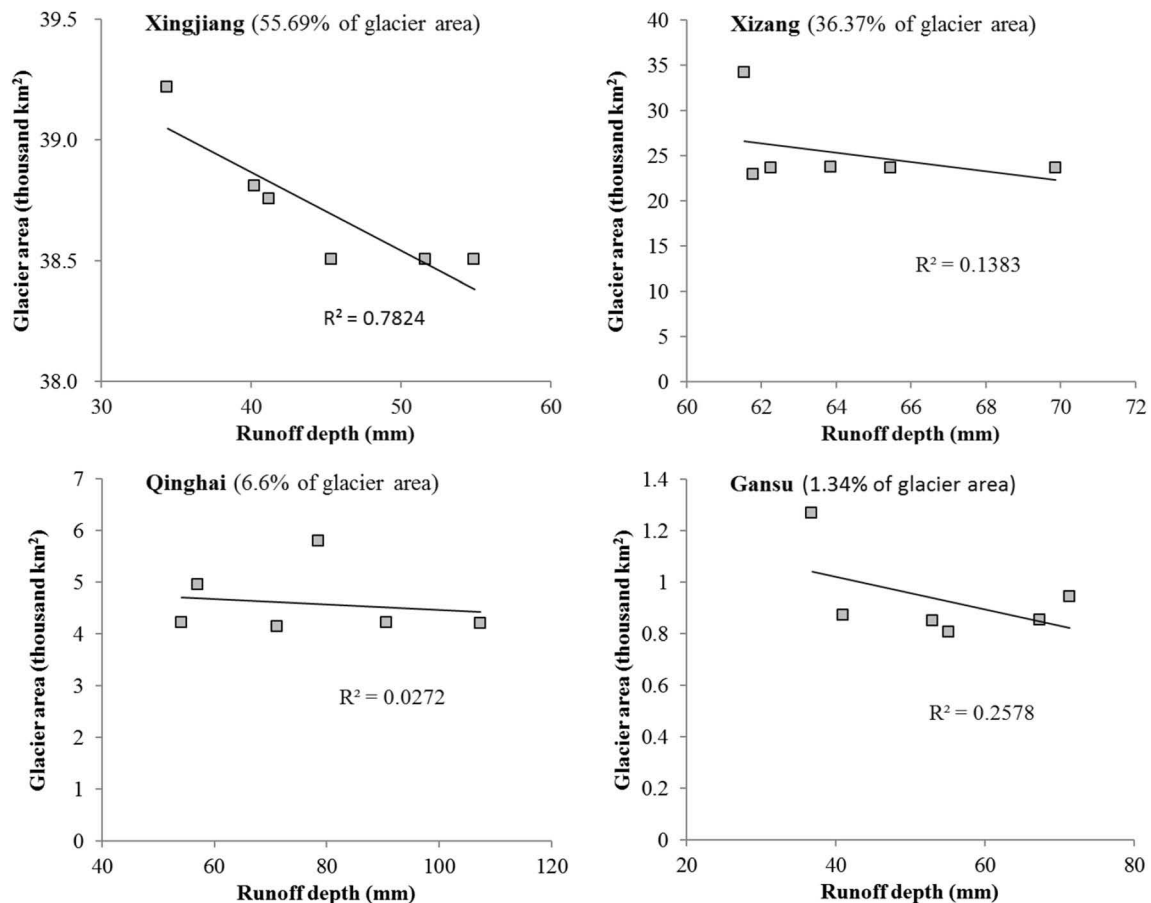 Xingjiang (55.69% of glacier area)
Glacier area (thousand km²)
39.5
39.0
38.5
38.0
R² = 0.7824
30 40 50 60
Runoff depth (mm)
Xizang (36.37% of glacier area)
Glacier area (thousand km²)
40
35
30
25
20
15
10
5
0
R² = 0.1383
60 62 64 66 68 70 72
Runoff depth (mm)
Qinghai (6.6% of glacier area)
Glacier area (thousand km²)
7
6
5
4
3
2
1
0
R² = 0.0272
40 60 80 100 120
Runoff depth (mm)
Gansu (1.34% of glacier area)
Glacier area (thousand km²)
1.4
1.2
1
0.8
0.6
0.4
0.2
0
R² = 0.2578
20 40 60 80
Runoff depth (mm)